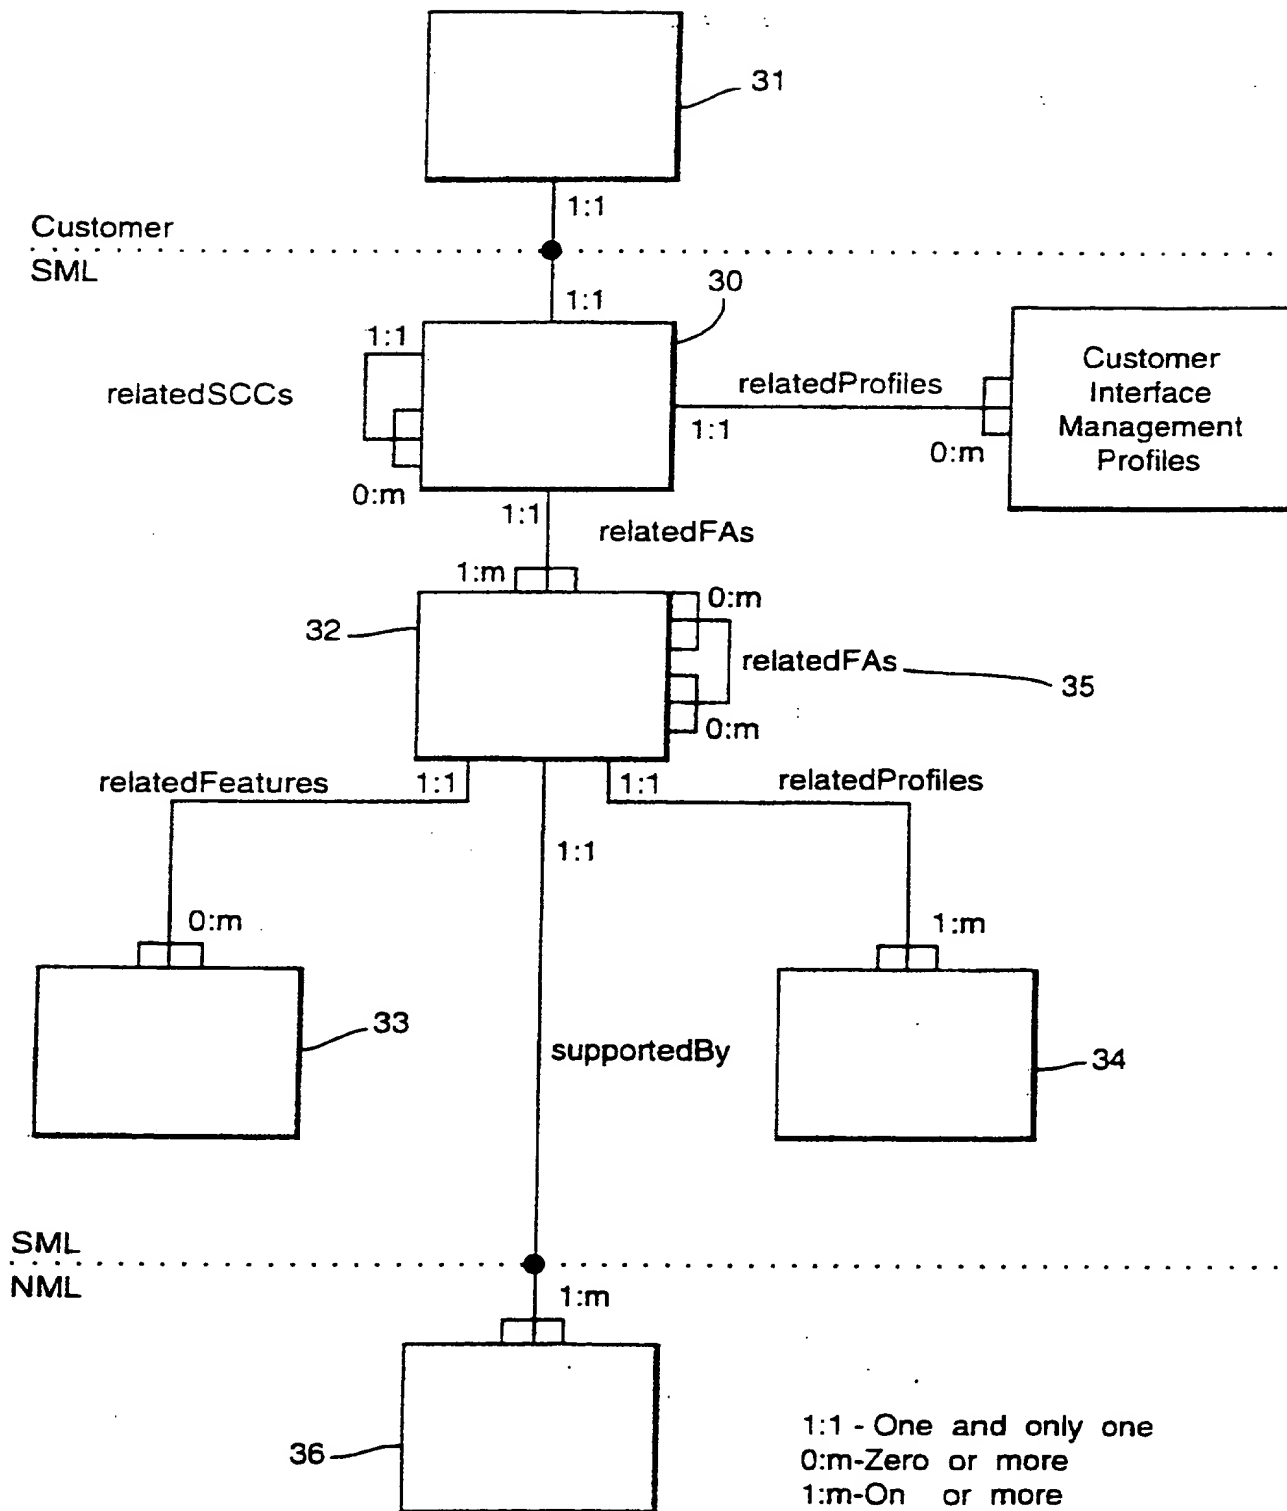 31
1:1
Customer
SML
30
1:1
1:1
relatedSCCs
relatedProfiles
Customer
Interface
Management
Profiles
1:1
0:m
0:m
1:1
relatedFAs
1:m
0:m
32
relatedFAs
35
0:m
relatedFeatures
1:1
1:1
relatedProfiles
1:1
0:m
1:m
33
supportedBy
34
SML
NML
1:m
36
1:1 - One and only one
0:m-Zero or more
1:m-On or more